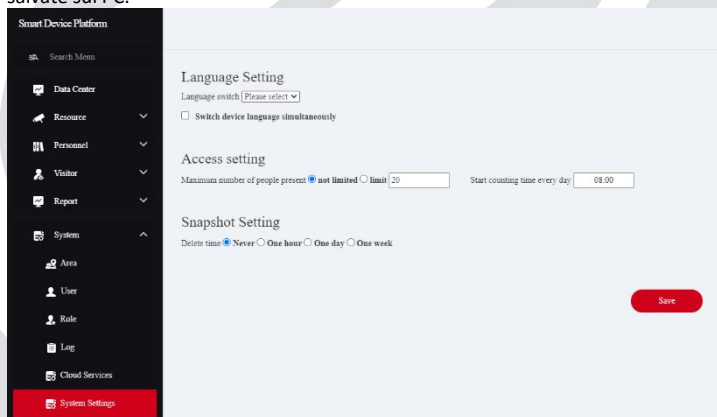 salvate sul PC.
Smart Device Platform
Search Menu
Data Center
Resource
Personnel
Visitor
Report
System
Area
User
Role
Log
Cloud Services
System Settings
Language Setting
Language switch Please select
Switch device language simultaneously
Access setting
Maximum number of people present not limited limit 20 Start counting time every day 08:00
Snapshot Setting
Delete time Never One hour One day One week
Save